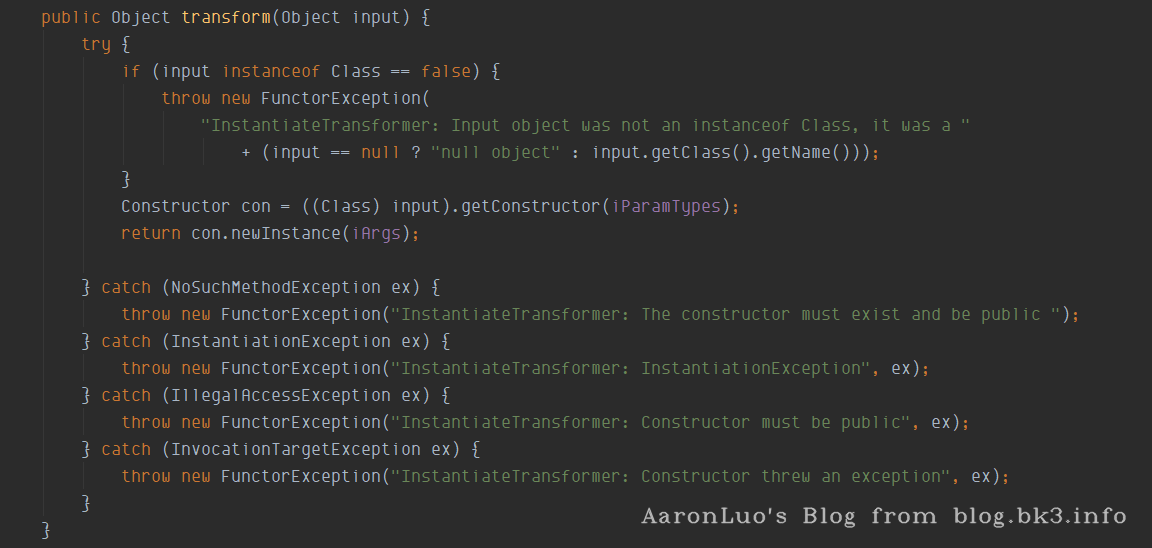 public Object transform(Object input) {
try {
if (input instanceof Class == false) {
throw new FunctorException(
"InstantiateTransformer: Input object was not an instanceof Class, it was a "
+ (input == null ? "null object" : input.getClass().getName()));
}
Constructor con = ((Class) input).getConstructor(iParamTypes);
return con.newInstance(iArgs);
} catch (NoSuchMethodException ex) {
throw new FunctorException("InstantiateTransformer: The constructor must exist and be public ");
} catch (InstantiationException ex) {
throw new FunctorException("InstantiateTransformer: InstantiationException", ex);
} catch (IllegalAccessException ex) {
throw new FunctorException("InstantiateTransformer: Constructor must be public", ex);
} catch (InvocationTargetException ex) {
throw new FunctorException("InstantiateTransformer: Constructor threw an exception", ex);
}
}
AaronLuo's Blog from blog.bk3.info